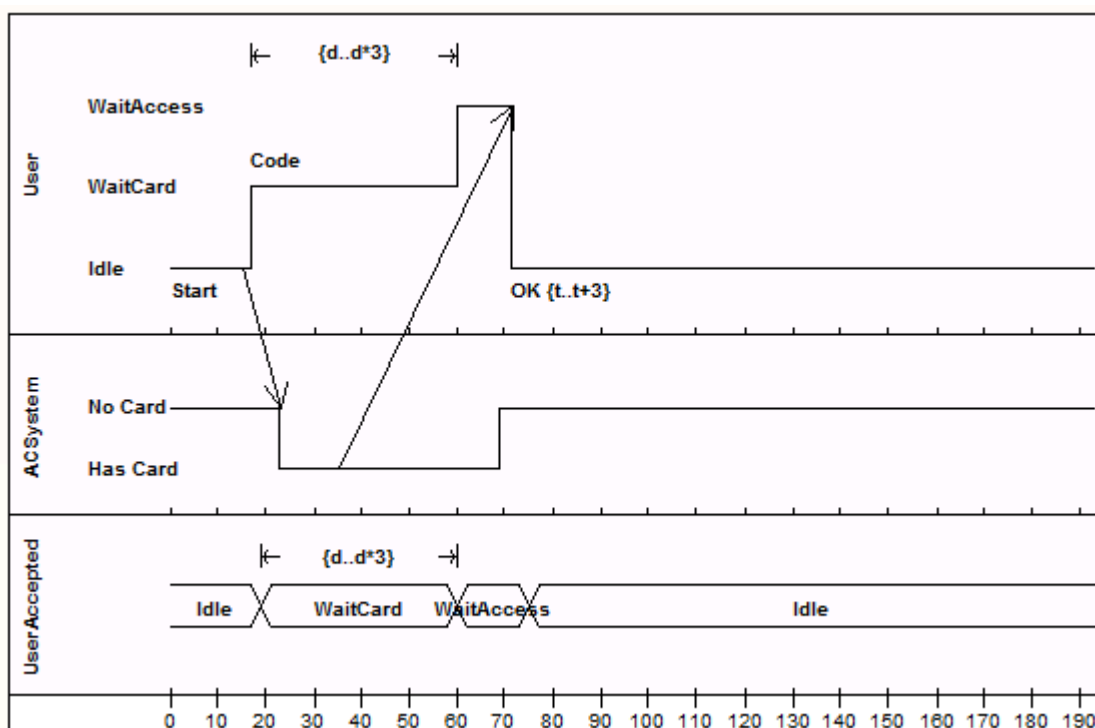 {d..d*3}
WaitAccess
Code
User
WaitCard
Idle
Start
OK {t..t+3}
ACSystem
No Card
Has Card
UserAccepted
{d..d*3}
Idle
WaitCard
WaitAccess
Idle
0 10 20 30 40 50 60 70 80 90 100 110 120 130 140 150 160 170 180 190